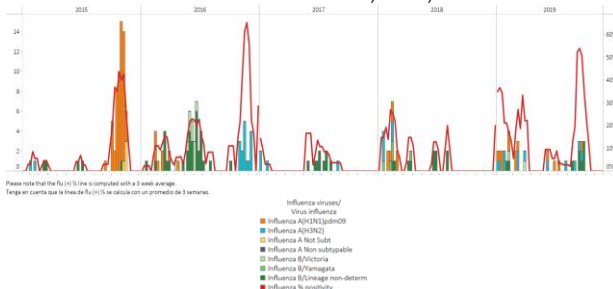 2015 2016 2017 2018 2019
14 60%
12 50%
10 40%
8
6 30%
4 20%
2 10%
0 0%
Please note that the flu (+) % line is computed with a 3-week average.
Tenga en cuenta que la línea de flu (+) % se calcula con un promedio de 3 semanas.
Influenza viruses/
Virus influenza
Influenza A(H1N1)pdm09
Influenza A(H3N2)
Influenza A Not Subt
Influenza A Non subtypable
Influenza B/Victoria
Influenza B/Yamagata
Influenza B/Lineage non-determ
Influenza % positivity